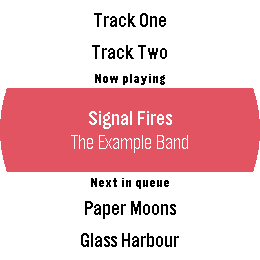 Track One
Track Two
Now playing
Signal Fires
The Example Band
Next in queue
Paper Moons
Glass Harbour